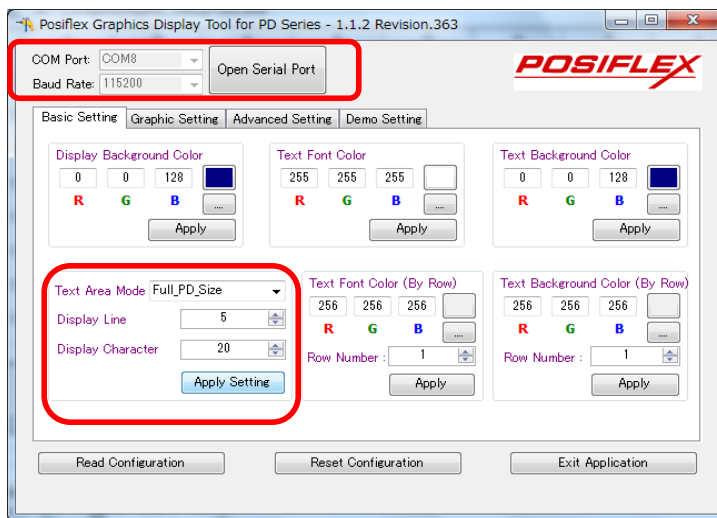 Posiflex Graphics Display Tool for PD Series - 1.1.2 Revision.363
COM Port: COM8
Open Serial Port
Baud Rate: 115200
POSIFLEX
Basic Setting Graphic Setting Advanced Setting Demo Setting
Display Background Color
0 0 128
R G B ....
Apply
Text Font Color
255 255 255
R G B ....
Apply
Text Background Color
0 0 128
R G B ....
Apply
Text Area Mode Full_PD_Size
Display Line 5
Display Character 20
Apply Setting
Text Font Color (By Row)
256 256 256
R G B ....
Row Number : 1
Apply
Text Background Color (By Row)
256 256 256
R G B ....
Row Number : 1
Apply
Read Configuration Reset Configuration Exit Application